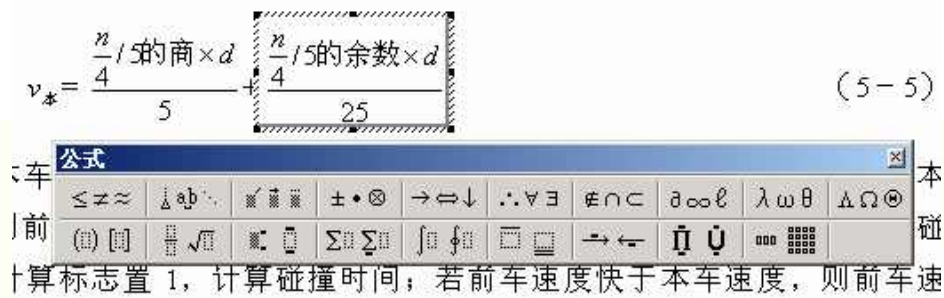 v本= (n/4 /5的商×d)/5 + (n/4 /5的余数×d)/25 (5-5)
公式
车 本
≤≠≈ ∴∀∃ ∉∩⊂ ∂∞ℓ λωθ ΛΩ⊕
前 碰
计算标志置 1, 计算碰撞时间; 若前车速度快于本车速度, 则前车速